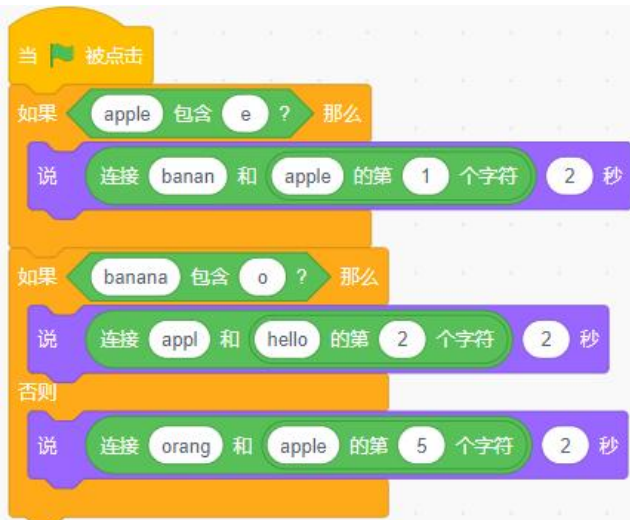 当 被点击
如果 apple 包含 e ? 那么
说 连接 banan 和 apple 的第 1 个字符 2 秒
如果 banana 包含 o ? 那么
说 连接 appl 和 hello 的第 2 个字符 2 秒
否则
说 连接 orang 和 apple 的第 5 个字符 2 秒